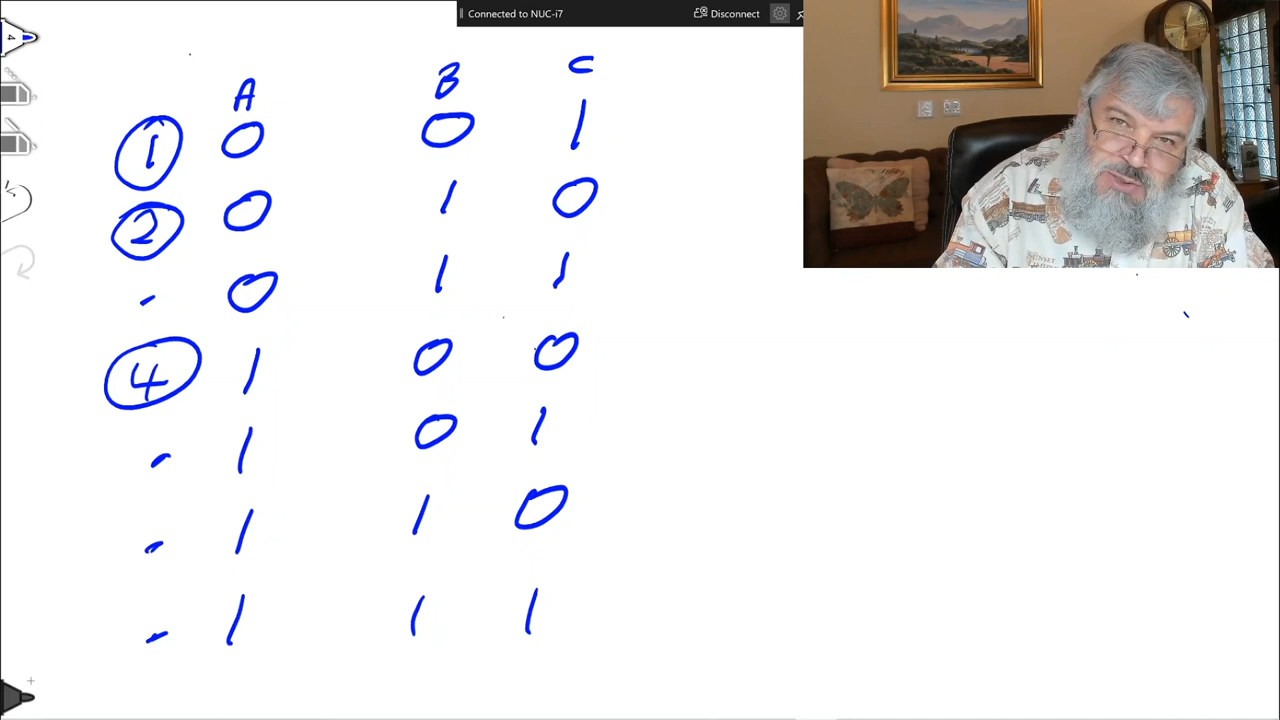 Connected to NUC-i7 Disconnect
4
A B C
1 0 0 1
2 0 1 0
- 0 1 1
4 1 0 0
- 1 0 1
- 1 1 0
- 1 1 1